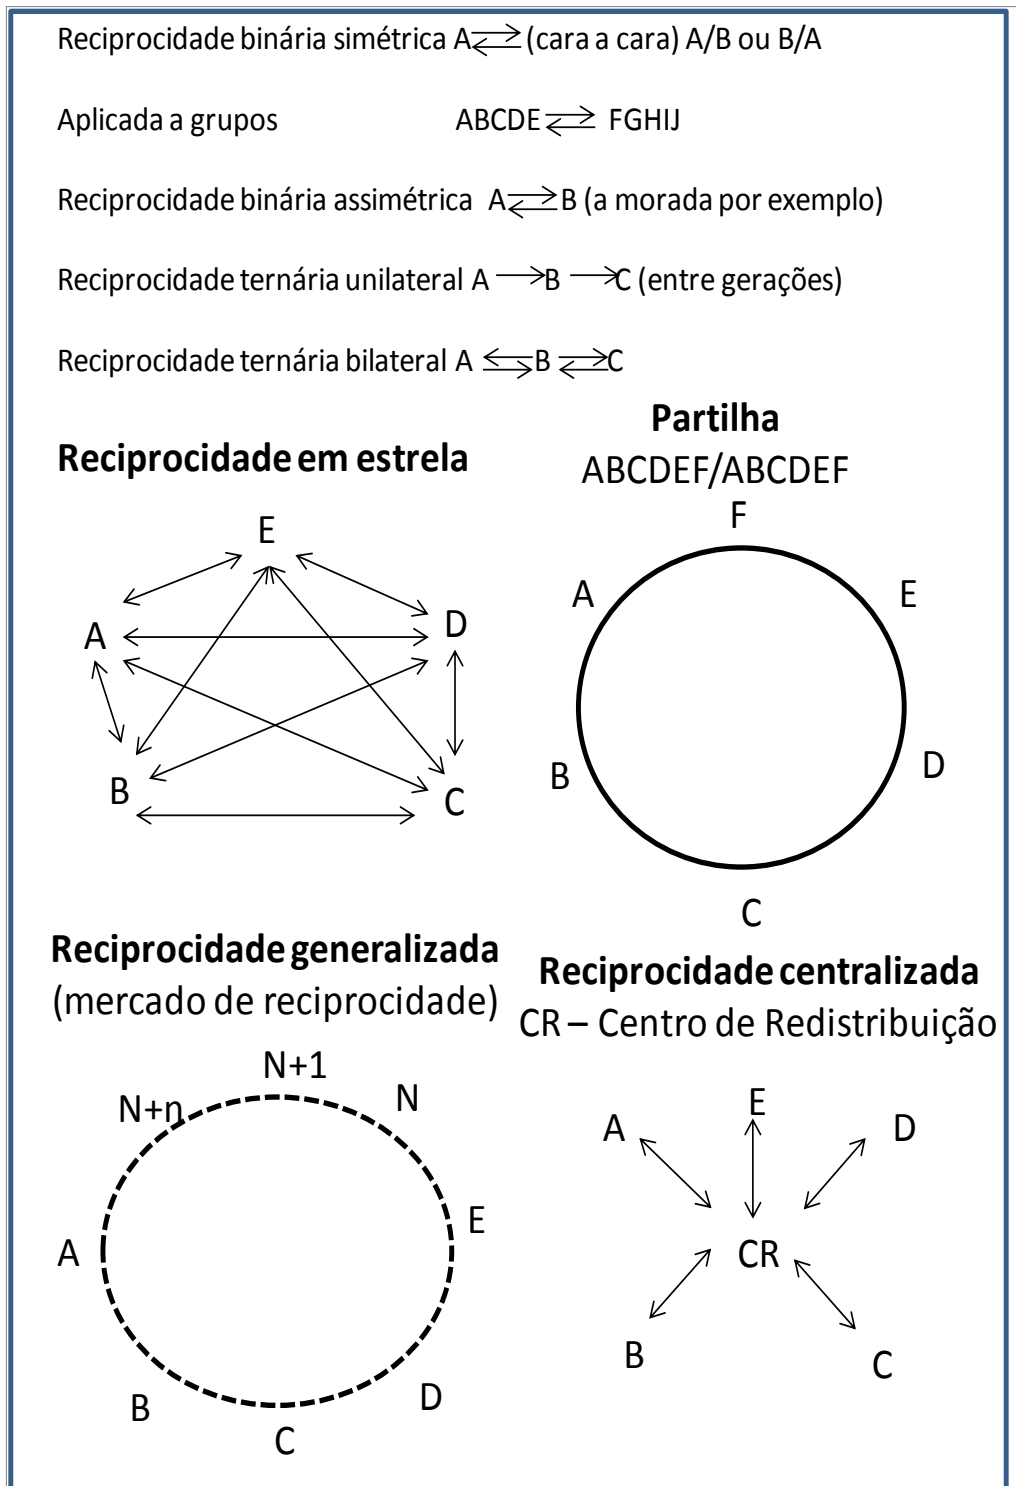 Reciprocidade binária simétrica A⇄(cara a cara) A/B ou B/A
Aplicada a grupos ABCDE⇄ FGHIJ
Reciprocidade binária assimétrica A⇄B (a morada por exemplo)
Reciprocidade ternária unilateral A →B →C (entre gerações)
Reciprocidade ternária bilateral A ⇆B ⇄C
Reciprocidade em estrela
E
A
D
B
C
Partilha
ABCDEF/ABCDEF
F
A
E
B
D
C
Reciprocidade generalizada
(mercado de reciprocidade)
N+1
N+n
N
A
E
B
D
C
Reciprocidade centralizada
CR – Centro de Redistribuição
E
A
D
CR
B
C